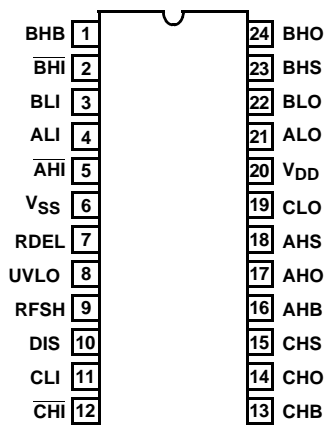 BHB 1 24 BHO
BHI 2 23 BHS
BLI 3 22 BLO
ALI 4 21 ALO
AHI 5 20 VDD
VSS 6 19 CLO
RDEL 7 18 AHS
UVLO 8 17 AHO
RFSH 9 16 AHB
DIS 10 15 CHS
CLI 11 14 CHO
CHI 12 13 CHB